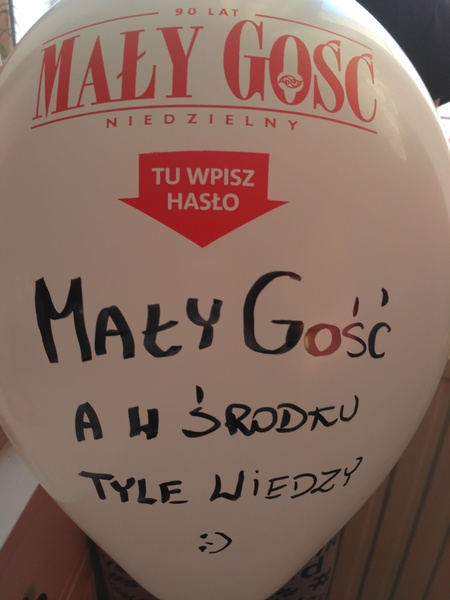 90 LAT
MAŁY GOŚĆ
NIEDZIELNY
TU WPISZ
HASŁO
MAŁY GOŚĆ
A W ŚRODKU
TYLE WIEDZY
:)